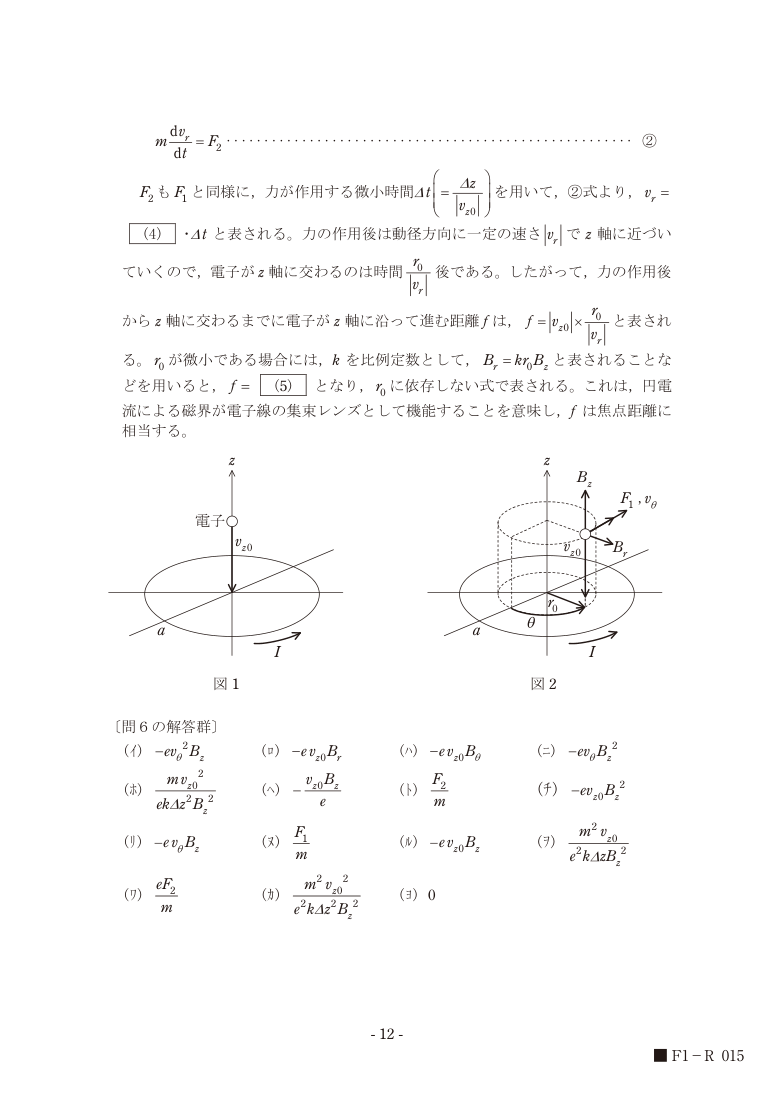 m dv_r/dt = F_2 ‥‥‥‥‥‥‥‥‥‥‥‥‥‥‥‥‥‥‥‥ ②
F_2 も F_1 と同様に，力が作用する微小時間Δt(= Δz/|v_z0|)を用いて，②式より，v_r =
(4) ・Δt と表される。力の作用後は動径方向に一定の速さ|v_r|で z 軸に近づい
ていくので，電子が z 軸に交わるのは時間 r_0/|v_r| 後である。したがって，力の作用後
から z 軸に交わるまでに電子が z 軸に沿って進む距離 f は， f = |v_z0| × r_0/|v_r| と表され
る。r_0 が微小である場合には，k を比例定数として，B_r = kr_0B_z と表されることな
どを用いると，f = (5) となり，r_0 に依存しない式で表される。これは，円電
流による磁界が電子線の集束レンズとして機能することを意味し，f は焦点距離に
相当する。
z
電子
v_z0
a
I
図 1
z
B_z
F_1 , v_θ
v_z0
B_r
r_0
a
θ
I
図 2
〔問６の解答群〕
(ｲ) −ev_θ^2B_z (ﾛ) −ev_z0B_r (ﾊ) −ev_z0B_θ (ﾆ) −ev_θB_z^2
(ﾎ) mv_z0^2/ekΔz^2B_z^2 (ﾍ) −v_z0B_z/e (ﾄ) F_2/m (ﾁ) −ev_z0B_z^2
(ﾘ) −ev_θB_z (ﾇ) F_1/m (ﾙ) −ev_z0B_z (ｦ) m^2v_z0/e^2kΔzB_z^2
(ﾜ) eF_2/m (ｶ) m^2v_z0^2/e^2kΔz^2B_z^2 (ﾖ) 0
- 12 -
■ F1－R 015